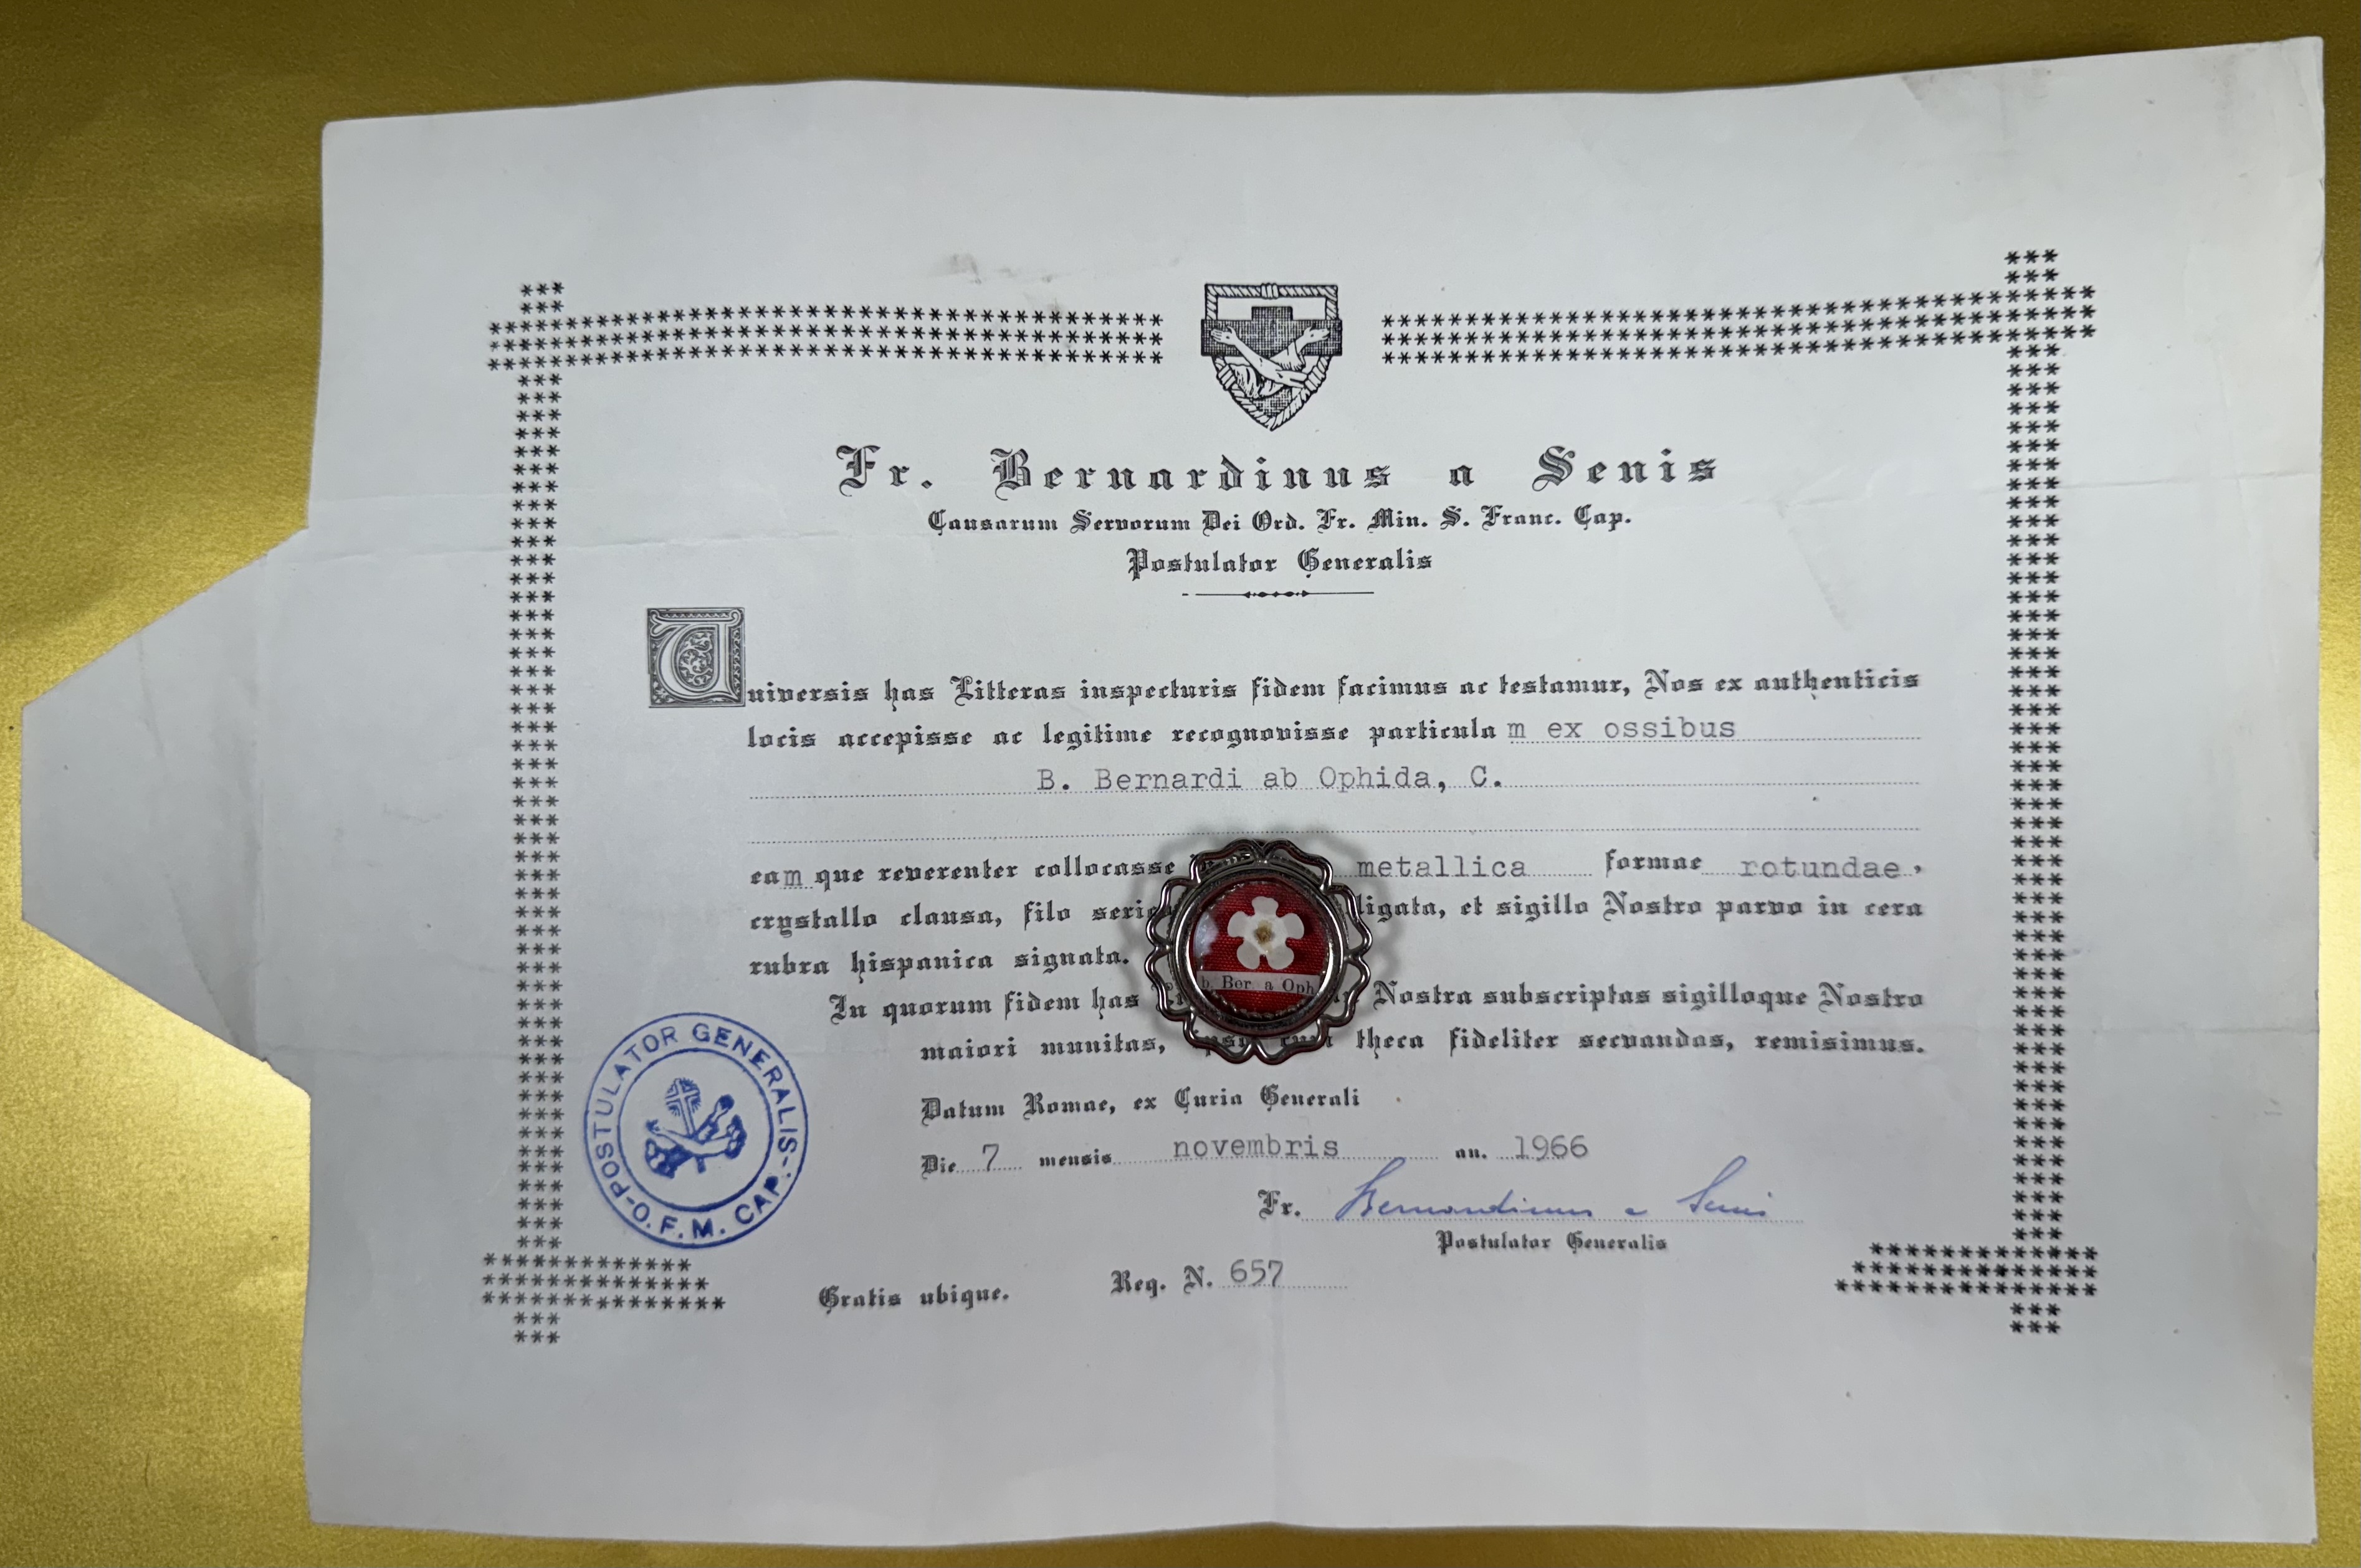 Fr. Bernardinus a Senis
Causarum Servorum Dei Ord. Fr. Min. S. Franc. Cap.
Postulator Generalis
Universis has Litteras inspecturis fidem facimus ac testamur, Nos ex authenticis
locis accepisse ac legitime recognovisse particula m ex ossibus
B. Bernardi ab Ophida, C.
eam que reverenter collocasse metallica formae rotundae,
crystallo clausa, filo ligata, et sigillo Nostro parvo in cera
rubra hispanica signata.
b. Ber. a Oph
In quorum fidem has Nostra subscriptas sigilloque Nostro
maiori munitas, theca fideliter servandas, remisimus.
POSTULATOR GENERALIS - O.F.M. CAP.-
Datum Romae, ex Curia Generali
Die 7 mensis novembris an. 1966
Fr. Bernardinus a Senis
Postulator Generalis
Gratis ubique. Reg. N. 657